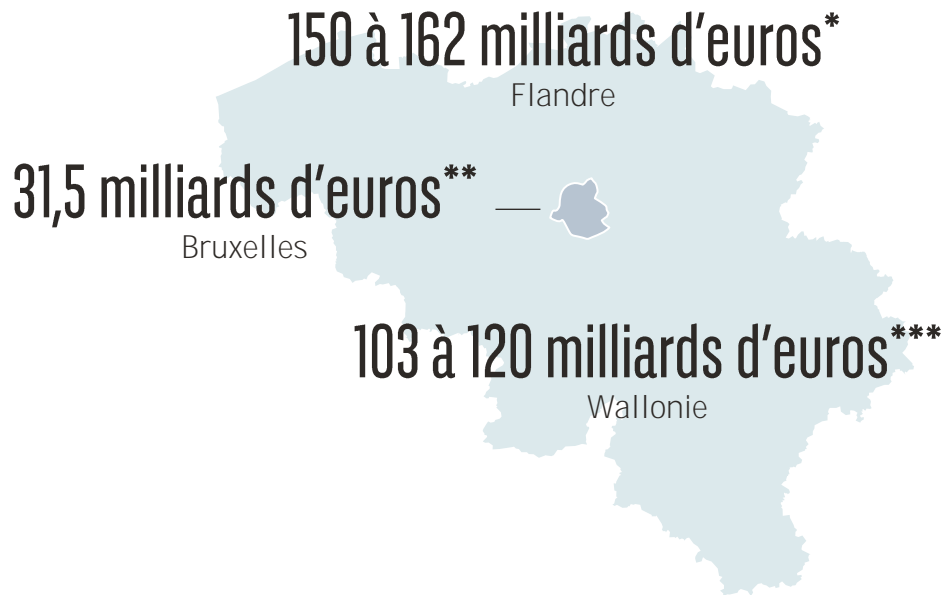 150 à 162 milliards d’euros*
Flandre
31,5 milliards d’euros**
Bruxelles
103 à 120 milliards d’euros***
Wallonie